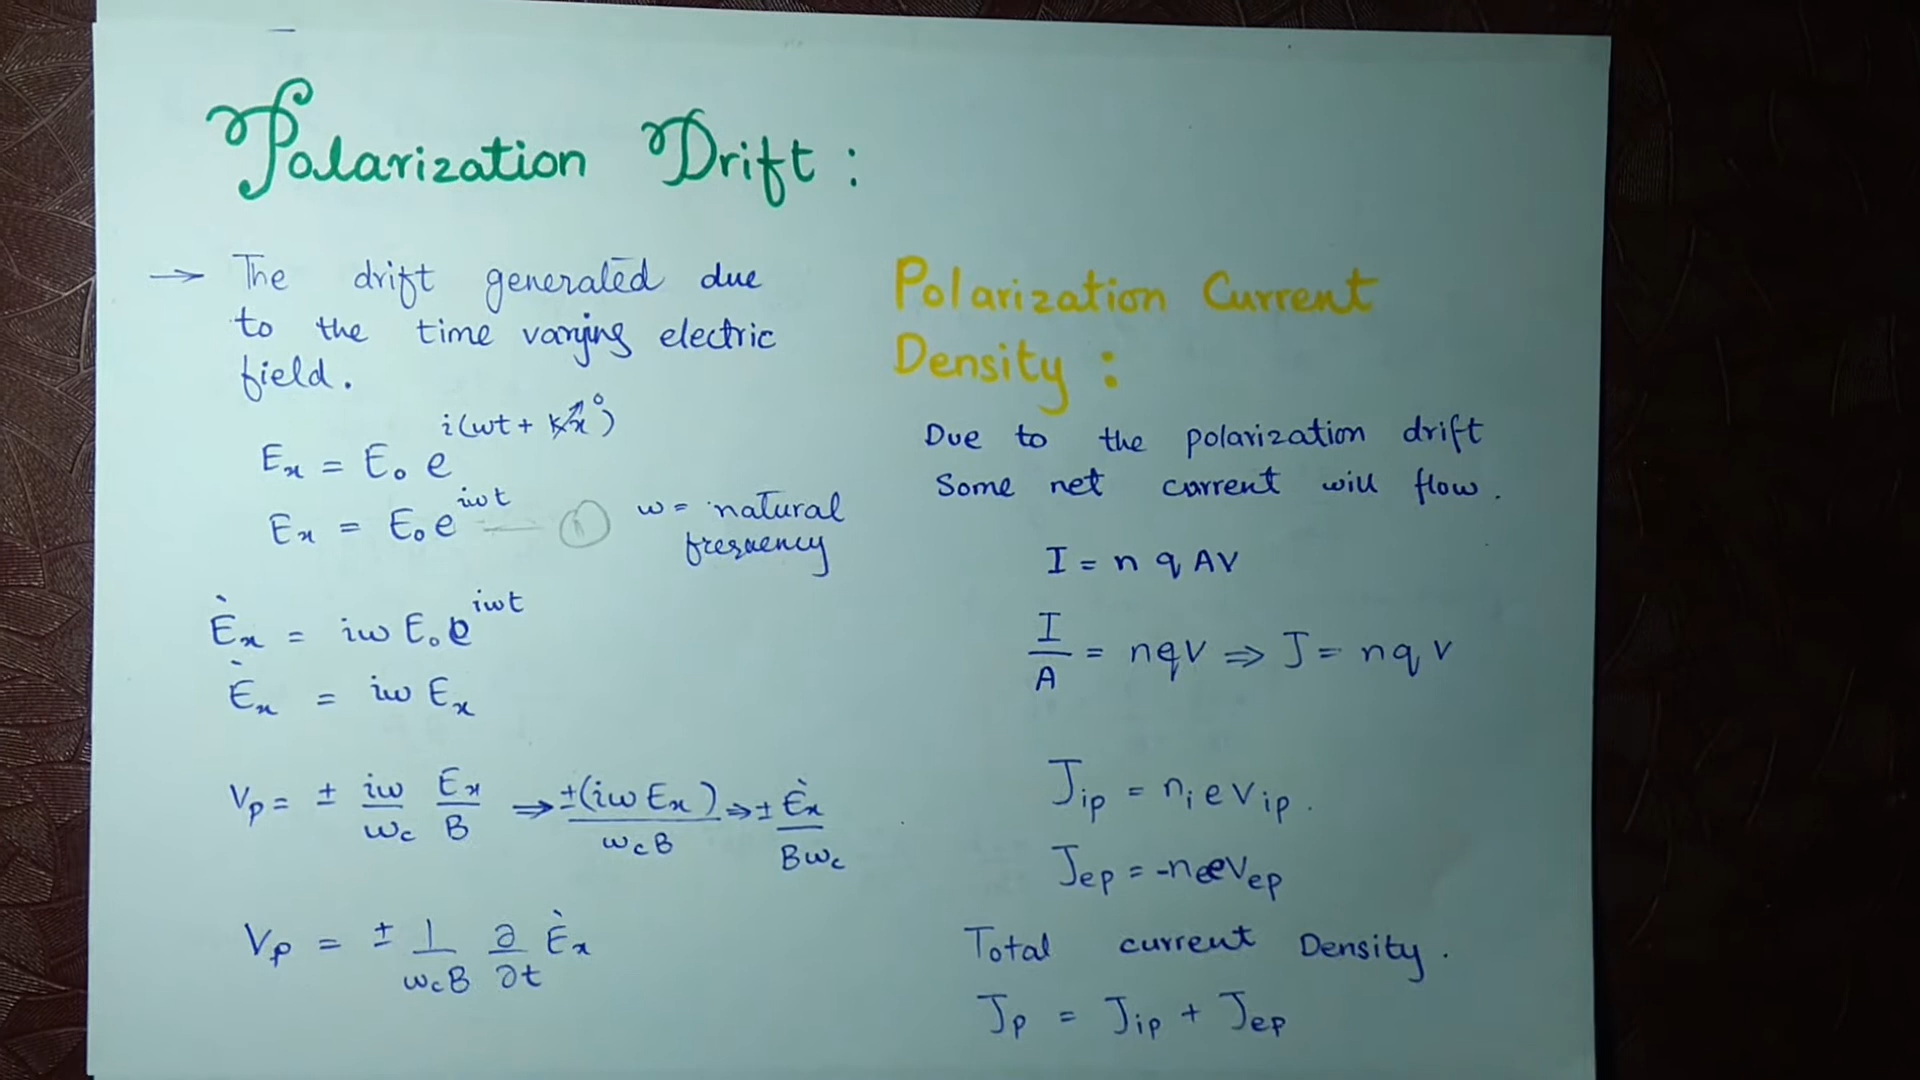 Polarization Drift :
→ The drift generated due
to the time varying electric
field.
Eₓ = E₀ e^{i(ωt + kx⁰)}
Eₓ = E₀ e^{iωt} — ①
ω = natural
frequency
Ėₓ = iω E₀ e^{iωt}
Ėₓ = iω Eₓ
Vp = ± iω/ωc Eₓ/B ⇒ ±(iω Eₓ)/ωcB ⇒ ± Ėₓ/Bωc
Vp = ± 1/ωcB ∂/∂t Ėₓ
Polarization Current
Density :
Due to the polarization drift
Some net current will flow.
I = n q AV
I/A = nqV ⇒ J = nqv
Jip = nᵢ e vip.
Jep = -ne e Vep
Total current Density.
Jp = Jip + Jep